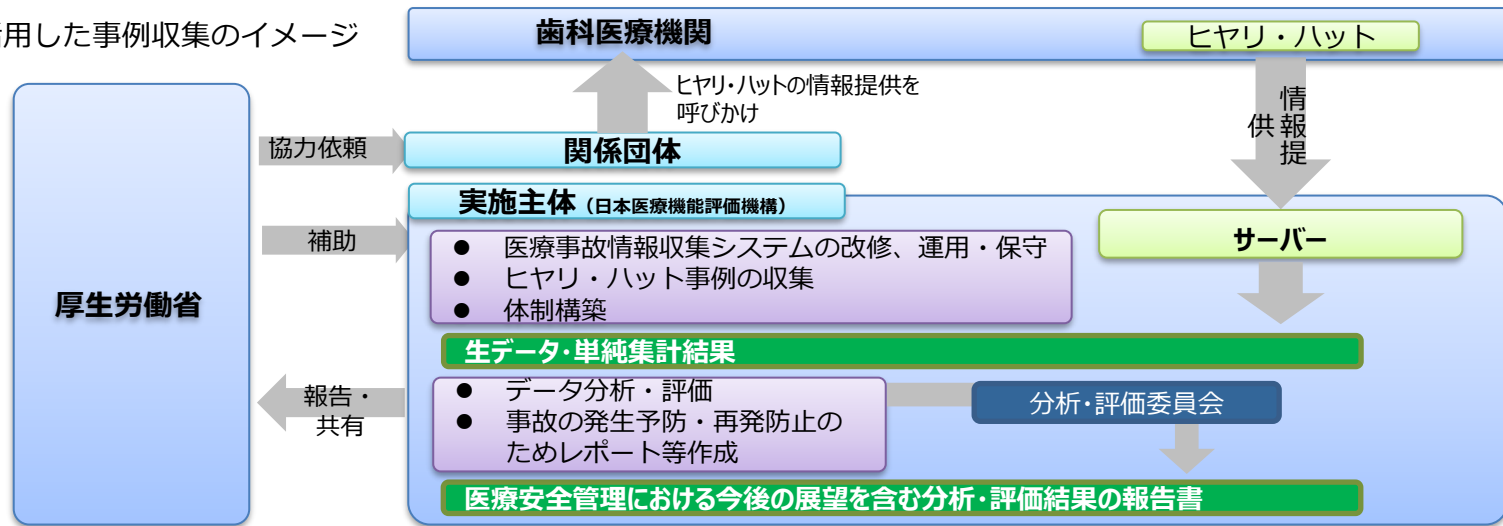 用した事例収集のイメージ
歯科医療機関
ヒヤリ・ハット
ヒヤリ・ハットの情報提供を
呼びかけ
情報提供
協力依頼
関係団体
実施主体（日本医療機能評価機構）
補助
● 医療事故情報収集システムの改修、運用・保守
● ヒヤリ・ハット事例の収集
● 体制構築
サーバー
厚生労働省
生データ・単純集計結果
報告・
共有
● データ分析・評価
● 事故の発生予防・再発防止の
ためレポート等作成
分析・評価委員会
医療安全管理における今後の展望を含む分析・評価結果の報告書